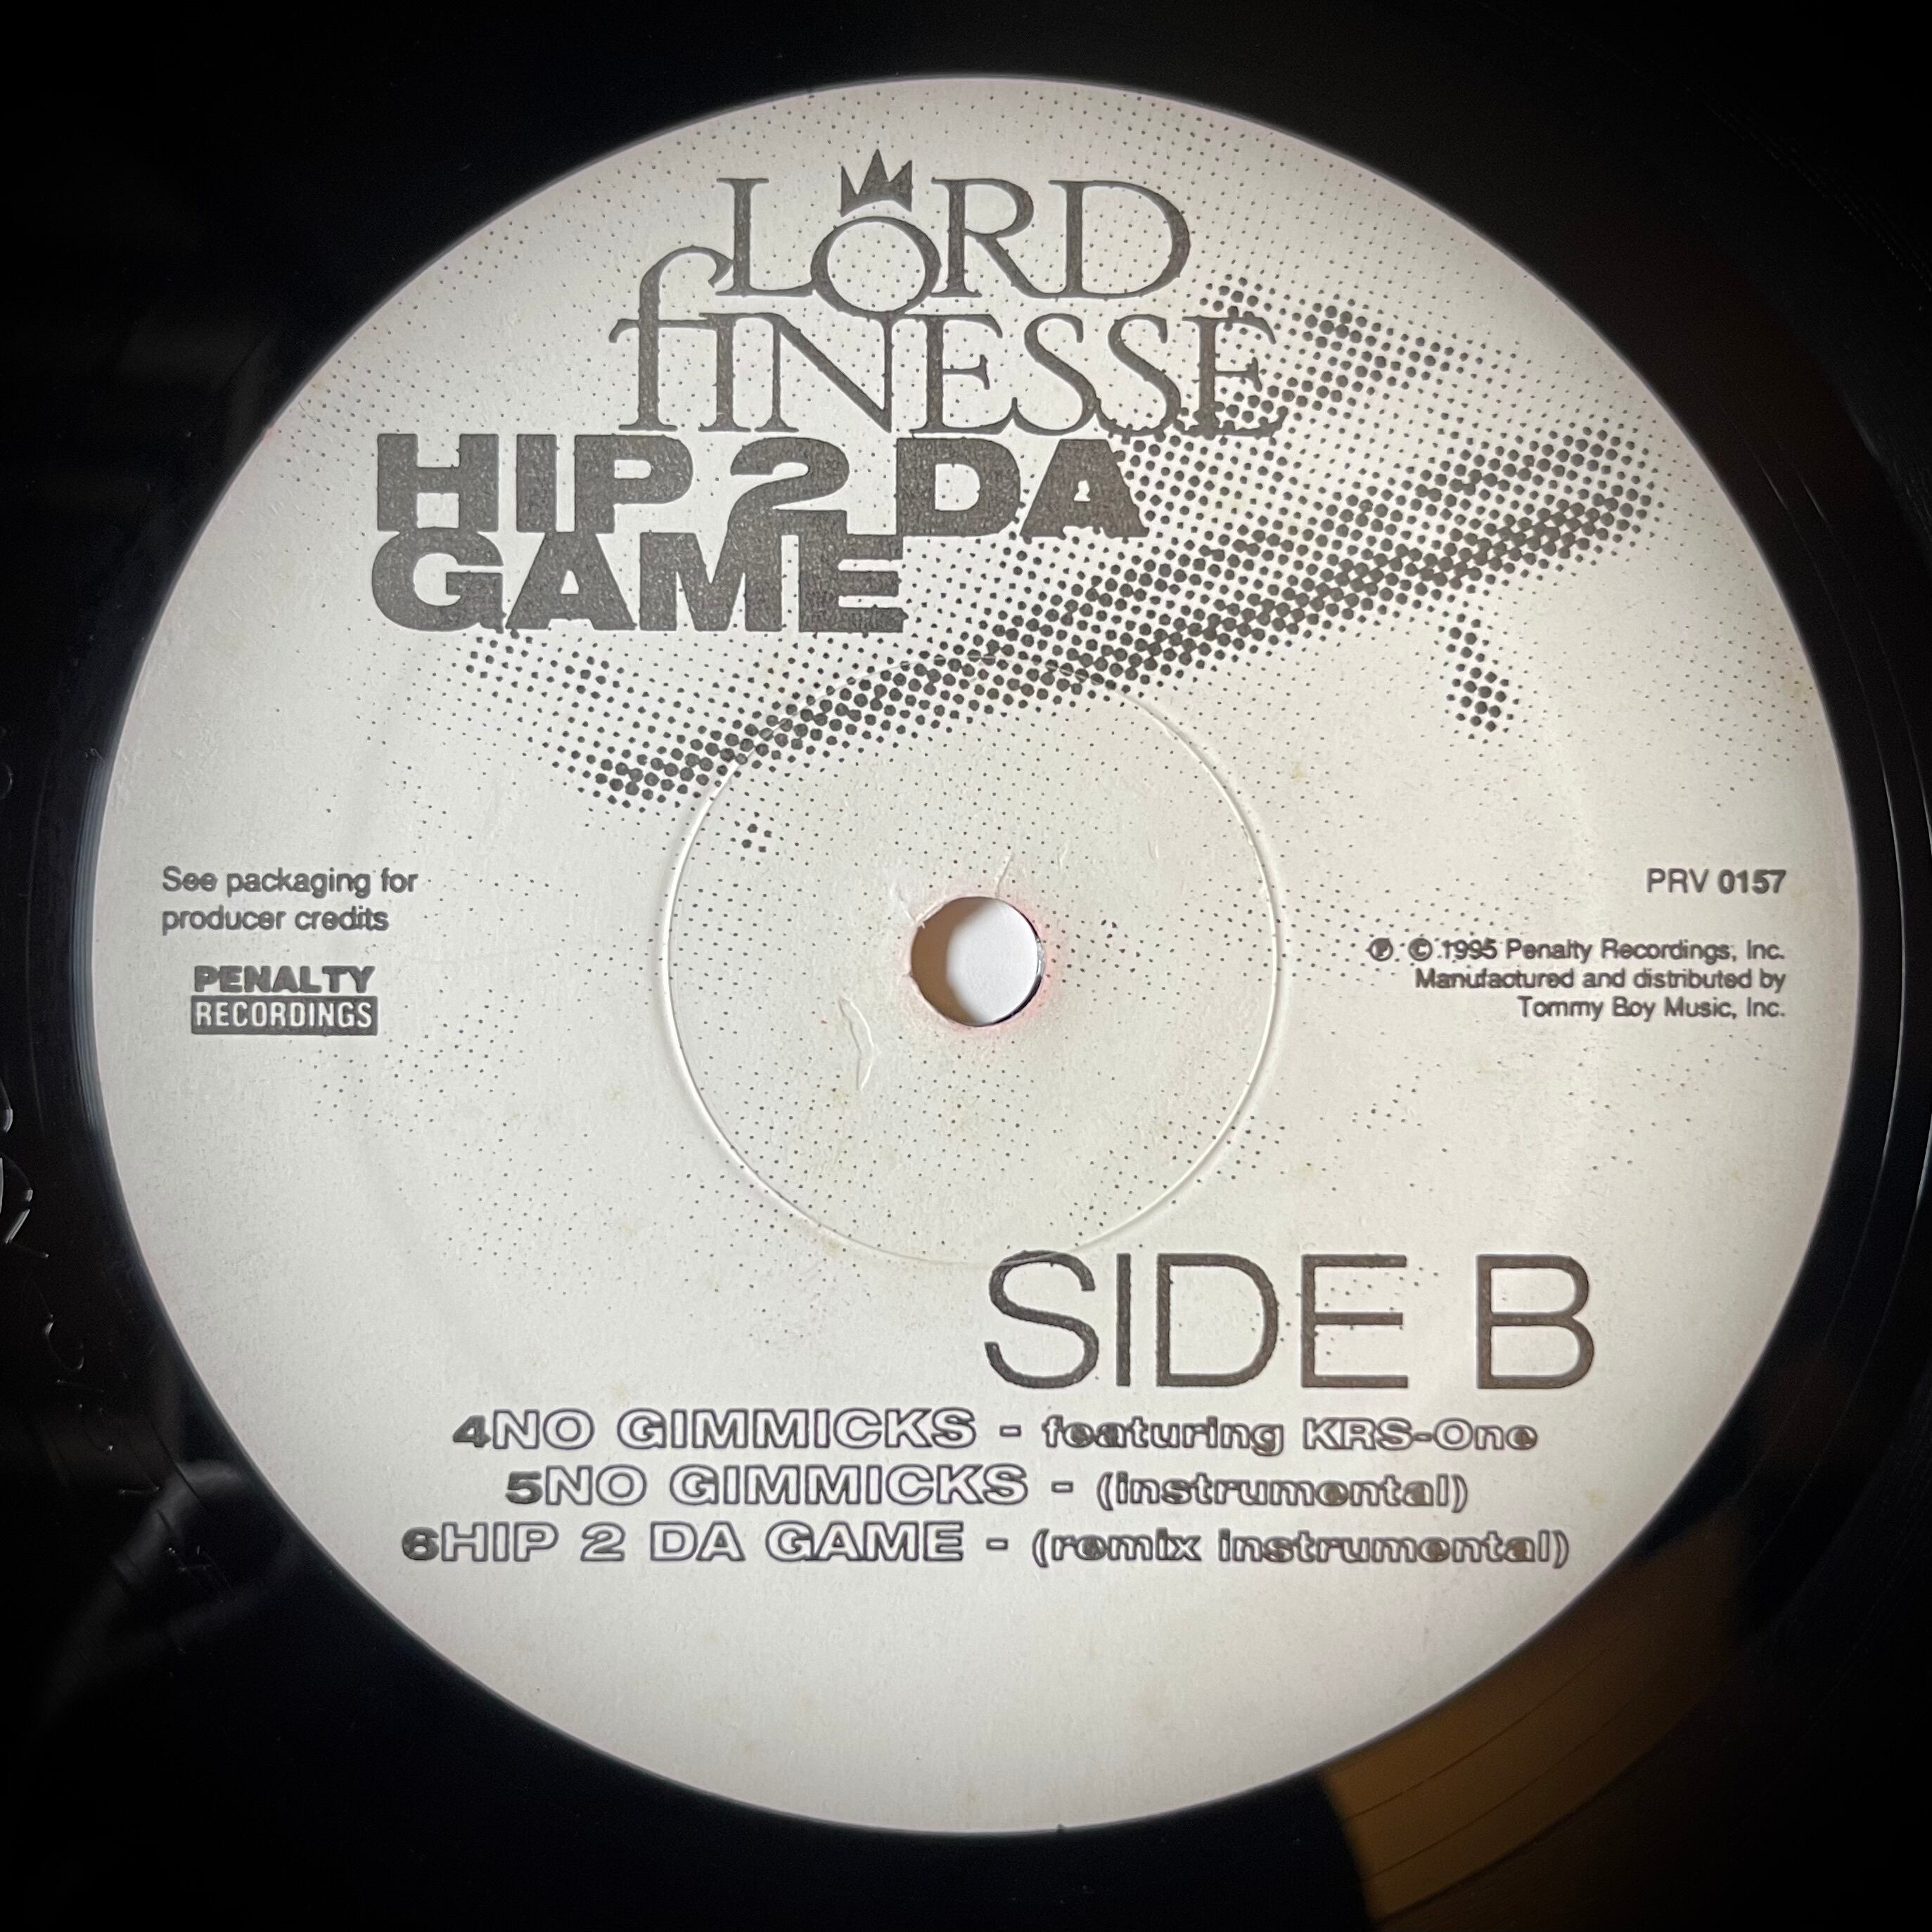 LORD
fINESSE
HIP 2 DA
GAME
See packaging for
producer credits
PENALTY
RECORDINGS
PRV 0157
℗ © 1995 Penalty Recordings, Inc.
Manufactured and distributed by
Tommy Boy Music, Inc.
SIDE B
4NO GIMMICKS - featuring KRS-One
5NO GIMMICKS - (instrumental)
6HIP 2 DA GAME - (remix instrumental)